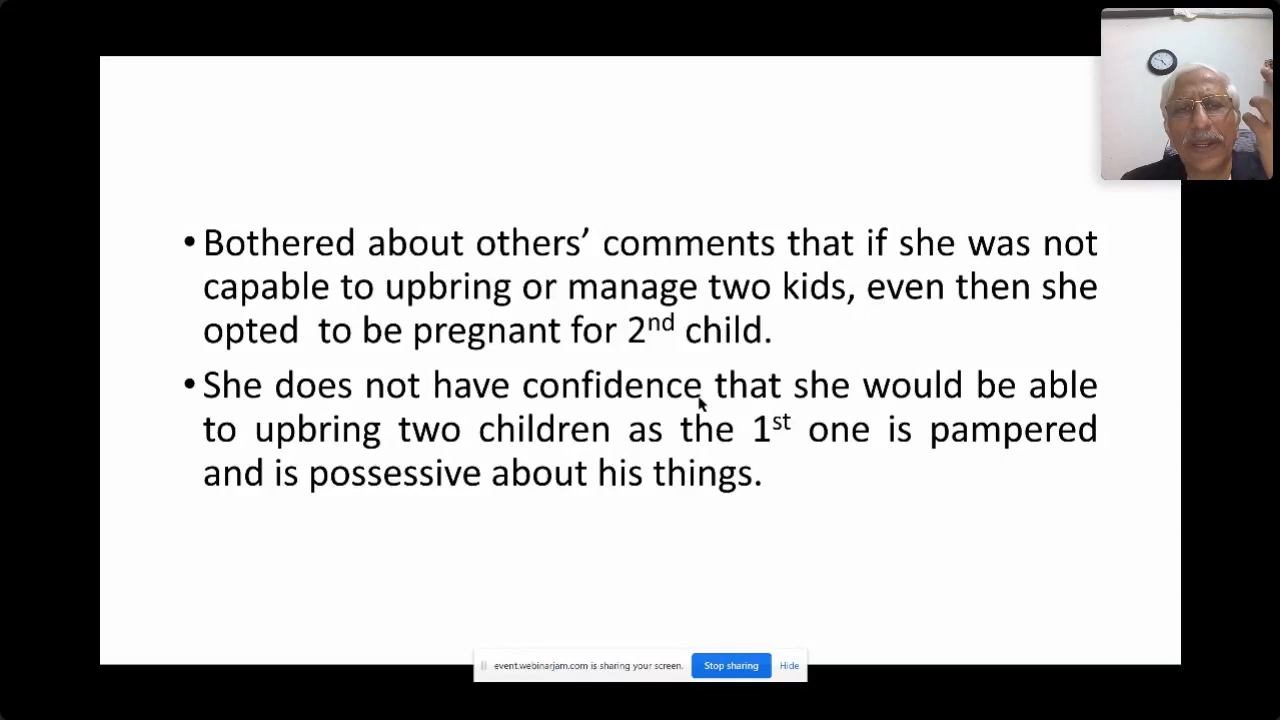 • Bothered about others’ comments that if she was not
capable to upbring or manage two kids, even then she
opted to be pregnant for 2nd child.
• She does not have confidence that she would be able
to upbring two children as the 1st one is pampered
and is possessive about his things.
event.webinarjam.com is sharing your screen. Stop sharing Hide